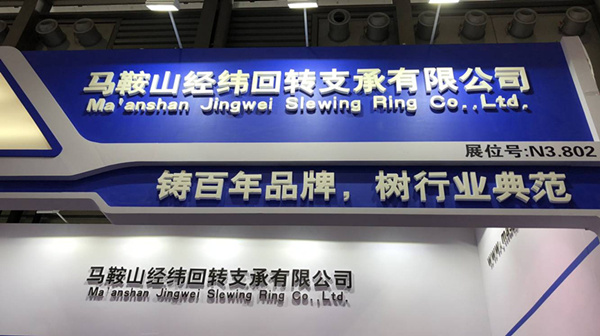 马鞍山经纬回转支承有限公司
Ma'anshan Jingwei Slewing Ring Co.,Ltd.
展位号:N3.802
铸百年品牌，树行业典范
马鞍山经纬回转支承有限公司
Ma'anshan Jingwei Slewing Ring Co.,Ltd.